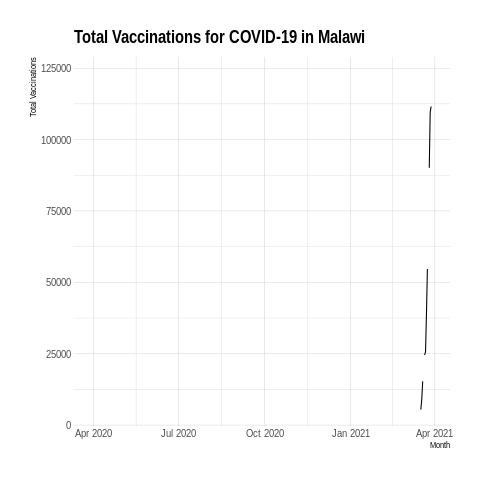 Total Vaccinations for COVID-19 in Malawi
Total Vaccinations
125000
100000
75000
50000
25000
0
Apr 2020 Jul 2020 Oct 2020 Jan 2021 Apr 2021
Month